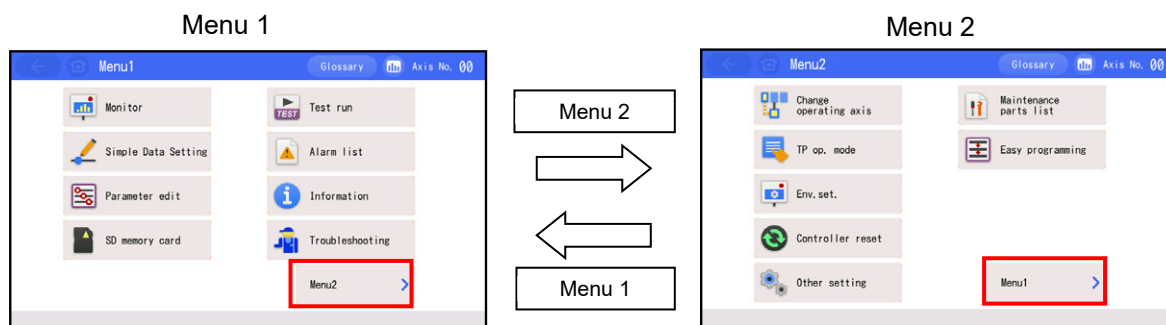 Menu 1
Menu1
Glossary
Axis No. 00
Monitor
Test run
TEST
Simple Data Setting
Alarm list
Parameter edit
Information
SD memory card
Troubleshooting
Menu2
Menu 2
Menu 1
Menu 2
Menu2
Glossary
Axis No. 00
Change
operating axis
Maintenance
parts list
TP op. mode
Easy programming
Env. set.
Controller reset
Other setting
Menu1